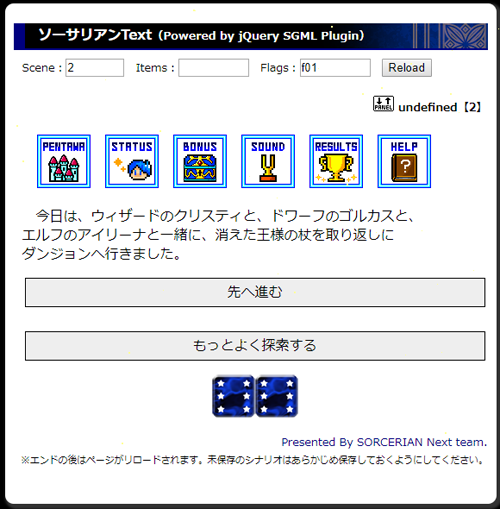 ソーサリアンText（Powered by jQuery SGML Plugin）
Scene : 2 Items : Flags : f01 Reload
PANEL undefined【2】
PENTAWA STATUS BONUS SOUND RESULTS HELP
今日は、ウィザードのクリスティと、ドワーフのゴルカスと、
エルフのアイリーナと一緒に、消えた王様の杖を取り返しに
ダンジョンへ行きました。
先へ進む
もっとよく探索する
Presented By SORCERIAN Next team.
※エンドの後はページがリロードされます。未保存のシナリオはあらかじめ保存しておくようにしてください。